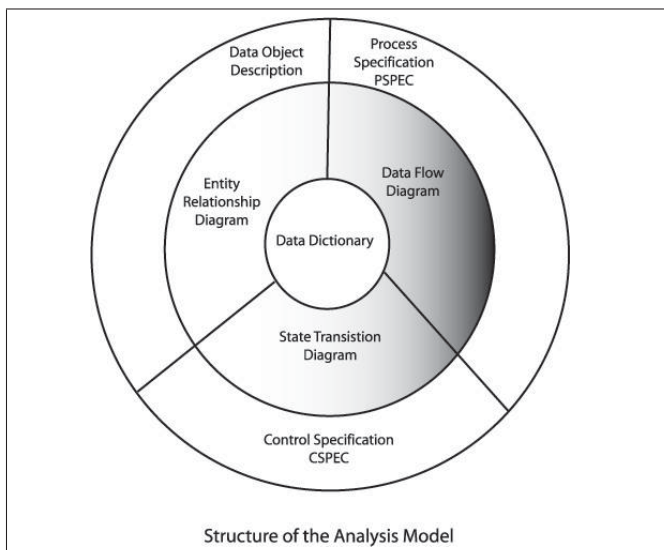 Data Object
Description
Process
Specification
PSPEC
Entity
Relationship
Diagram
Data Flow
Diagram
Data Dictionary
State Transistion
Diagram
Control Specification
CSPEC
Structure of the Analysis Model